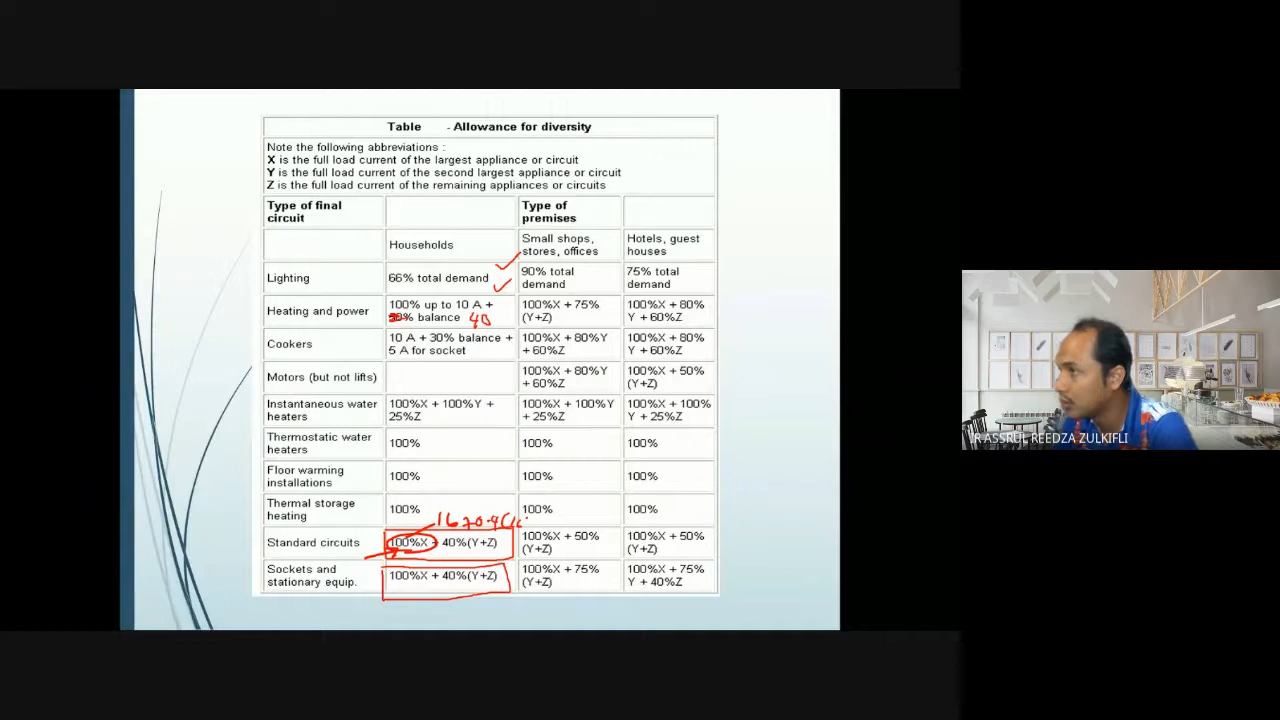 Table - Allowance for diversity
Note the following abbreviations :
X is the full load current of the largest appliance or circuit
Y is the full load current of the second largest appliance or circuit
Z is the full load current of the remaining appliances or circuits
Type of final
circuit
Type of
premises
Households
Small shops,
stores, offices
Hotels, guest
houses
Lighting
66% total demand
90% total
demand
75% total
demand
Heating and power
100% up to 10 A +
% balance 40
100%X + 75%
(Y+Z)
100%X + 80%
Y + 60%Z
Cookers
10 A + 30% balance +
5 A for socket
100%X + 80%Y
+ 60%Z
100%X + 80%
Y + 60%Z
Motors (but not lifts)
100%X + 80%Y
+ 60%Z
100%X + 50%
(Y+Z)
Instantaneous water
heaters
100%X + 100%Y +
25%Z
100%X + 100%Y
+ 25%Z
100%X + 100%
Y + 25%Z
Thermostatic water
heaters
100%
100%
100%
Floor warming
installations
100%
100%
100%
Thermal storage
heating
100%
100%
100%
Standard circuits
100%X + 40%(Y+Z)
100%X + 50%
(Y+Z)
100%X + 50%
(Y+Z)
Sockets and
stationary equip.
100%X + 40%(Y+Z)
100%X + 75%
(Y+Z)
100%X + 75%
Y + 40%Z
ASSRUL REEDZA ZULKIFLI